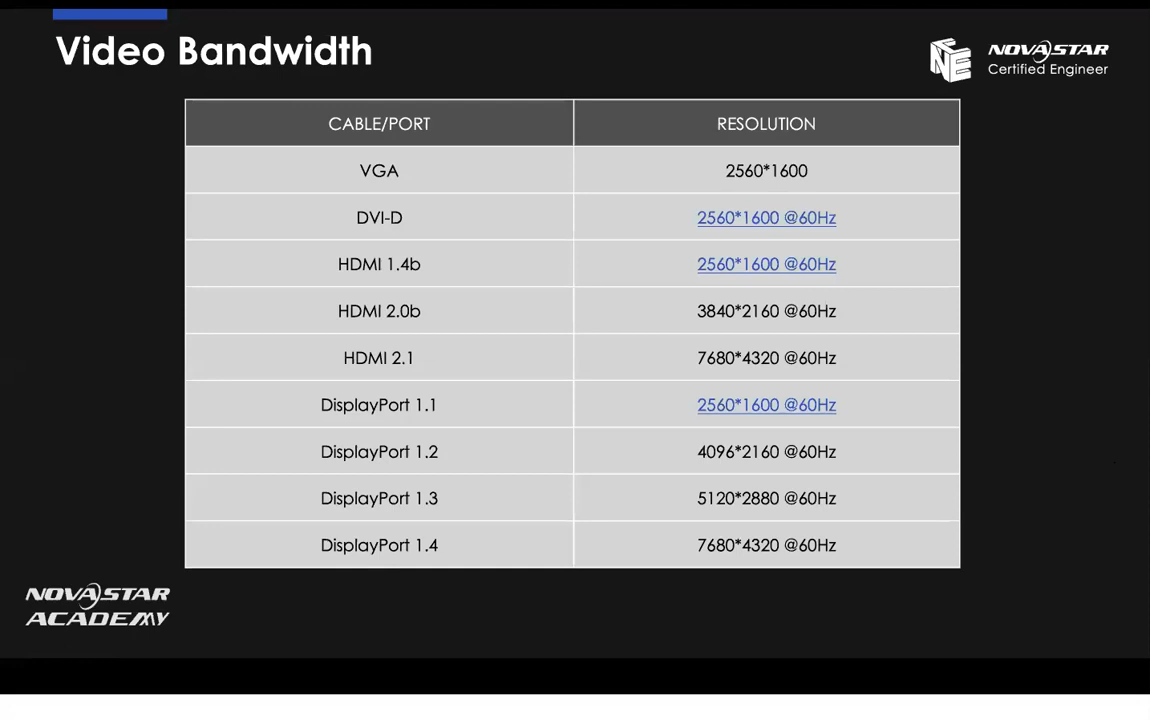 Video Bandwidth
NOVASTAR
Certified Engineer
CABLE/PORT RESOLUTION
VGA 2560*1600
DVI-D 2560*1600 @60Hz
HDMI 1.4b 2560*1600 @60Hz
HDMI 2.0b 3840*2160 @60Hz
HDMI 2.1 7680*4320 @60Hz
DisplayPort 1.1 2560*1600 @60Hz
DisplayPort 1.2 4096*2160 @60Hz
DisplayPort 1.3 5120*2880 @60Hz
DisplayPort 1.4 7680*4320 @60Hz
NOVASTAR
ACADEMY